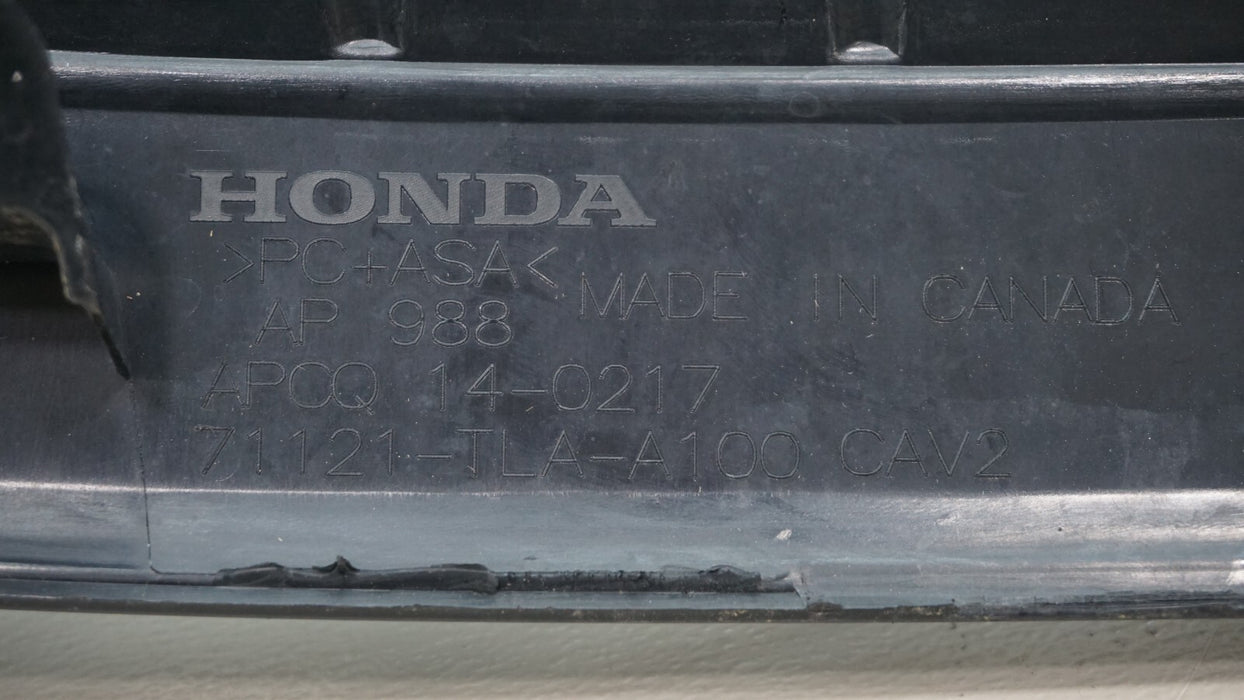 HONDA
>PC+ASA<
MADE IN CANADA
AP 988
APCQ 14-0217
71121-TLA-A100 CAV2